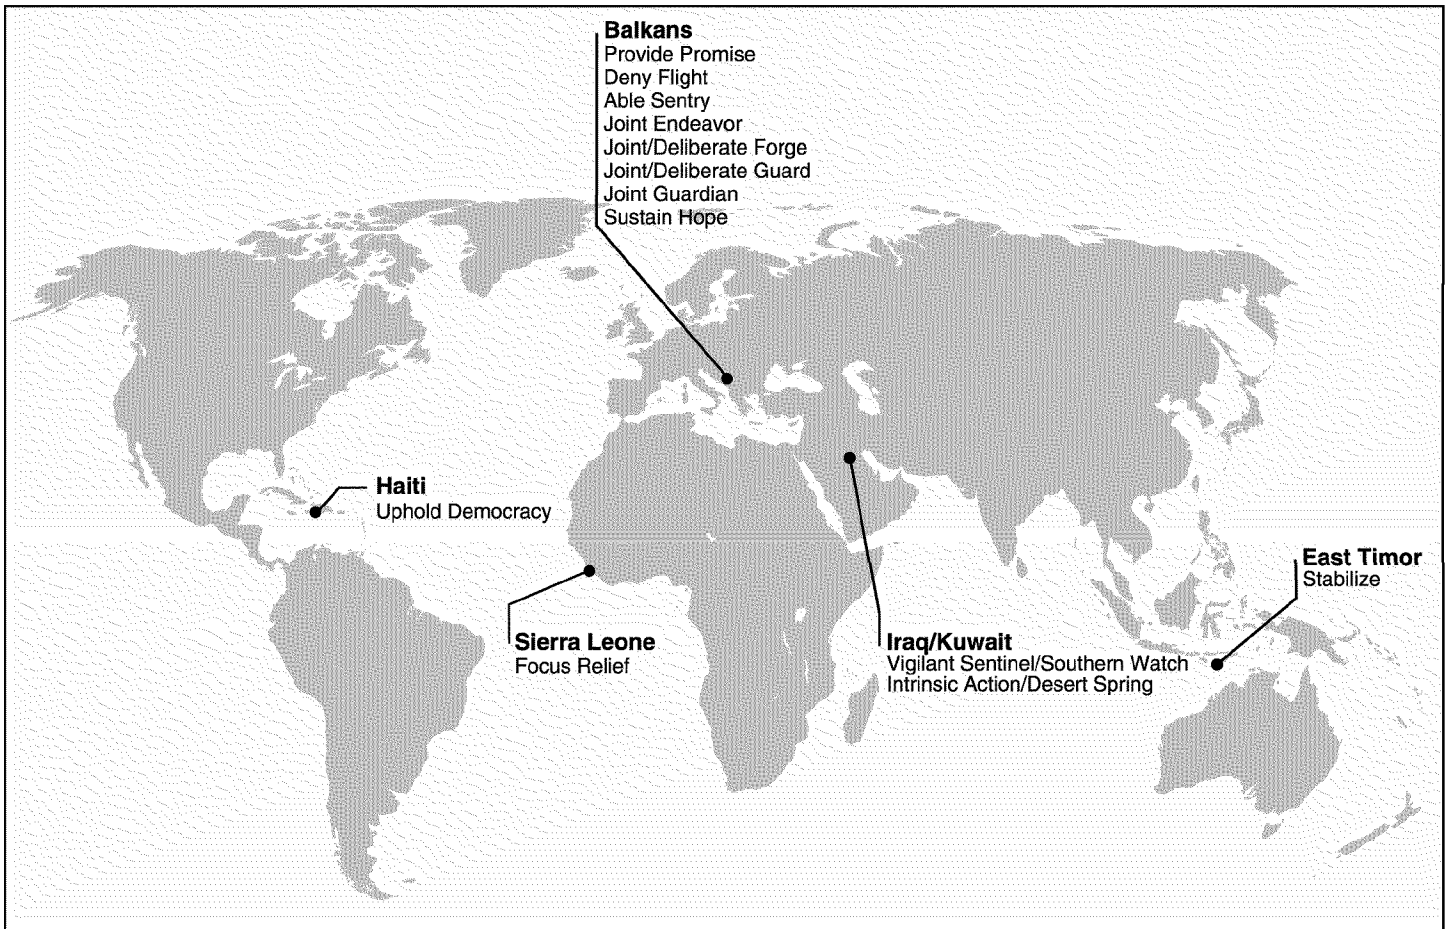 Balkans
Provide Promise
Deny Flight
Able Sentry
Joint Endeavor
Joint/Deliberate Forge
Joint/Deliberate Guard
Joint Guardian
Sustain Hope
Haiti
Uphold Democracy
Sierra Leone
Focus Relief
Iraq/Kuwait
Vigilant Sentinel/Southern Watch
Intrinsic Action/Desert Spring
East Timor
Stabilize